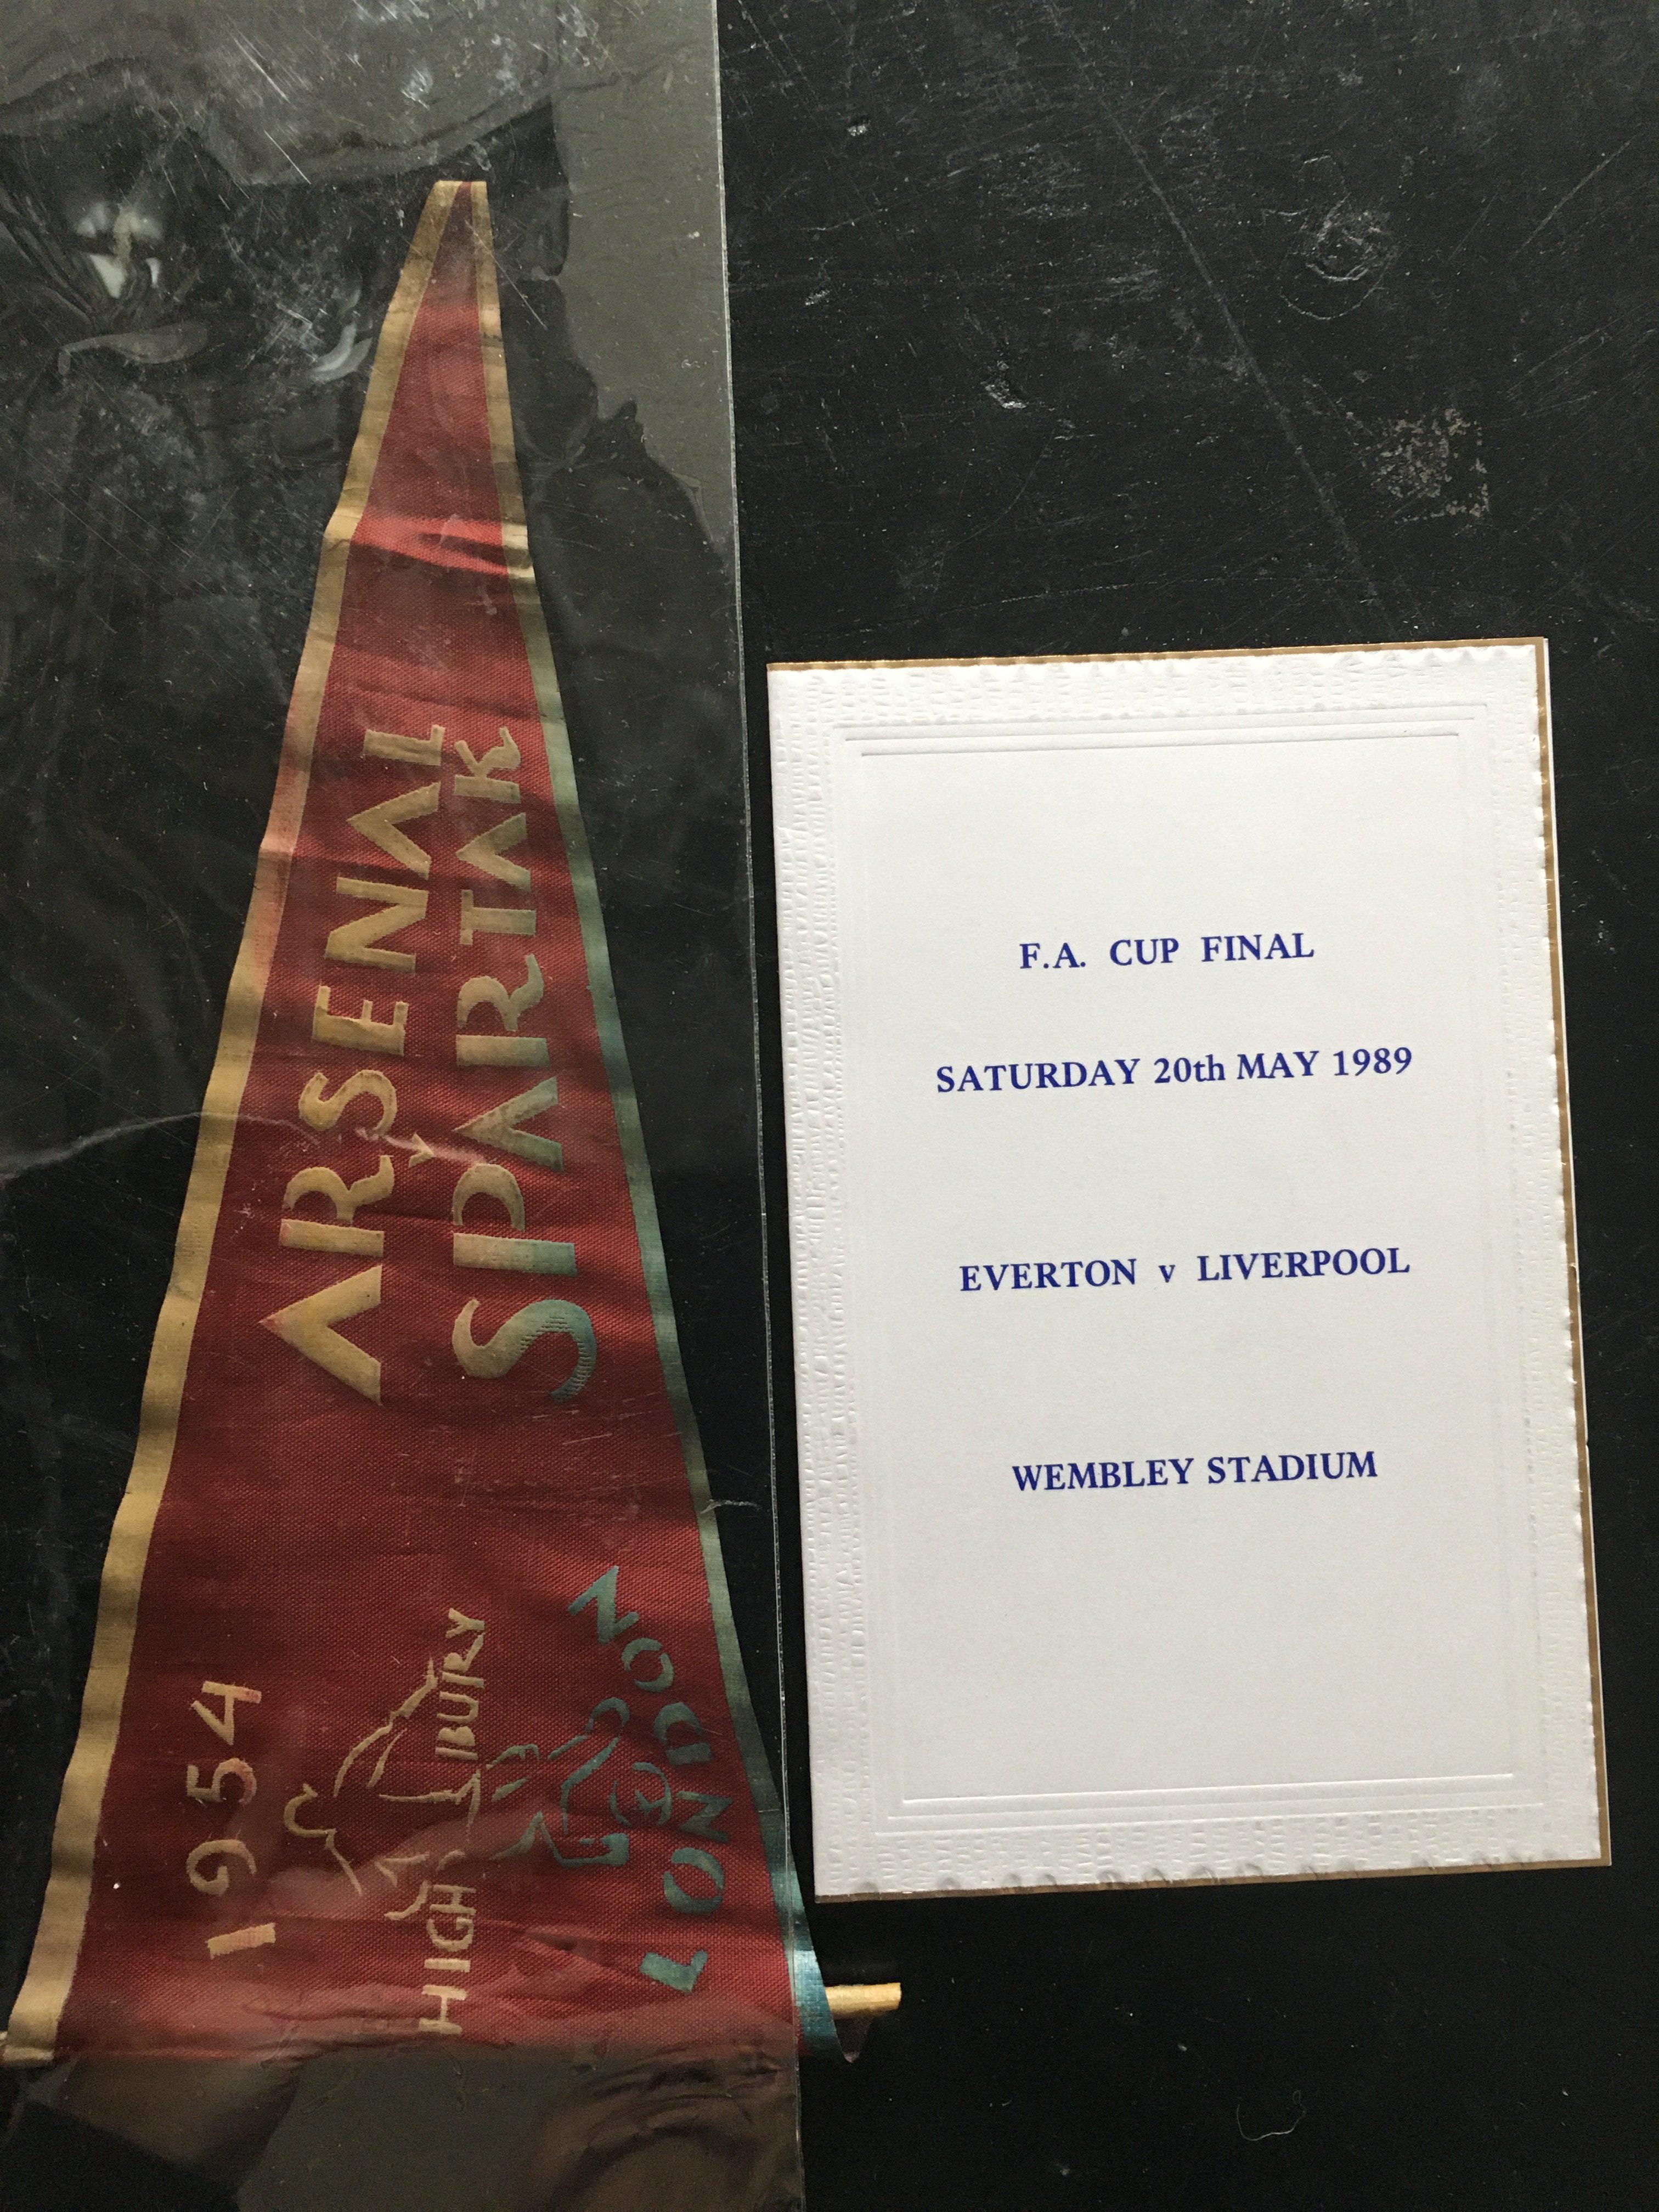 ARSENAL
v
SPARTAK
1954
HIGHBURY
LONDON
F.A. CUP FINAL
SATURDAY 20th MAY 1989
EVERTON v LIVERPOOL
WEMBLEY STADIUM